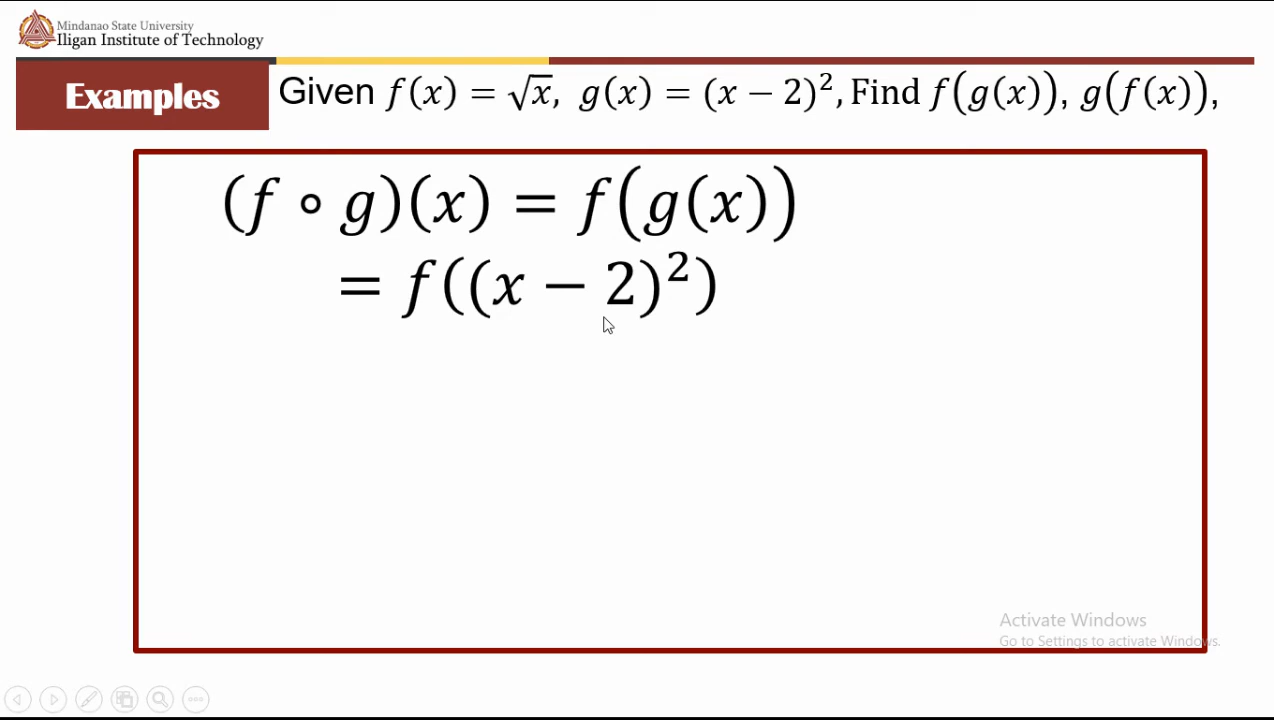 Mindanao State University
Iligan Institute of Technology
Examples
Given f(x) = √x, g(x) = (x − 2)², Find f(g(x)), g(f(x)),
(f ∘ g)(x) = f(g(x))
= f((x − 2)²)
Activate Windows
Go to Settings to activate Windows.